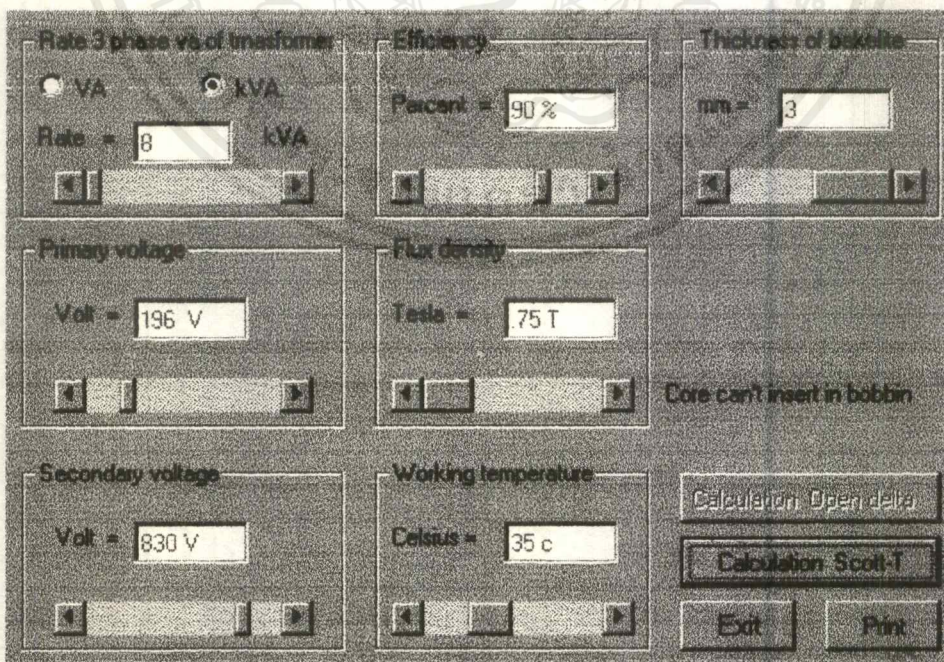 Rate 3 phase va of trnasformer
VA
kVA
Rate =
8
kVA
Efficiency
Percent =
90 %
Thickness of bakelite
mm =
3
Primary voltage
Volt =
196 V
Flux density
Tesla =
.75 T
Core can't insert in bobbin
Secondary voltage
Volt =
830 V
Working temperature
Celsius =
35 c
Calculation Open delta
Calculation Scott-T
Exit
Print